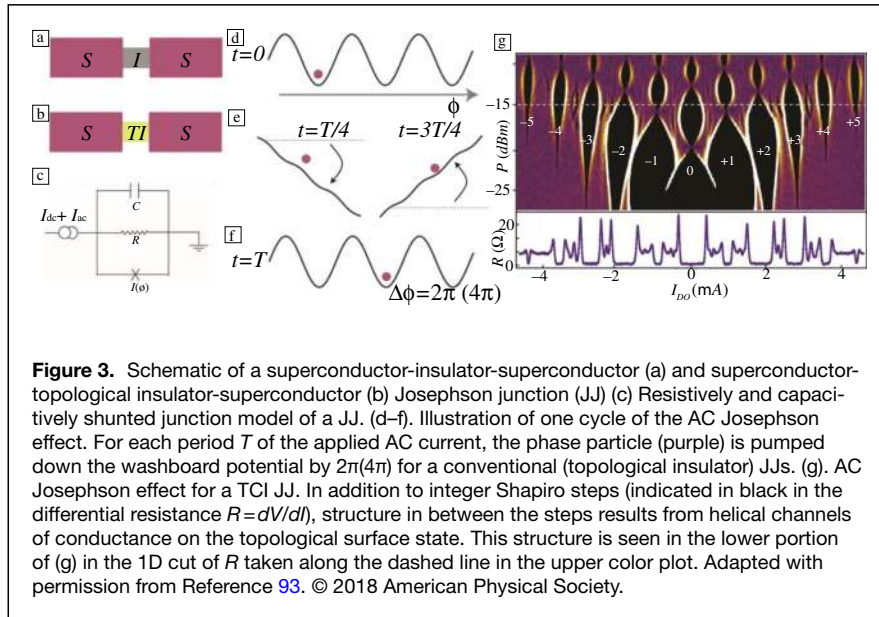 a
S I S
b
S TI S
c
Idc+ Iac
C
R
I(ø)
d
t=0
ϕ
e
t=T/4
t=3T/4
f
t=T
Δϕ=2π (4π)
g
P (dBm)
−15
−25
−5 −4 −3 −2 −1 0 +1 +2 +3 +4 +5
R (Ω)
20
0
−4 −2 0 2 4
IDO (mA)
Figure 3. Schematic of a superconductor-insulator-superconductor (a) and superconductor-
topological insulator-superconductor (b) Josephson junction (JJ) (c) Resistively and capaci-
tively shunted junction model of a JJ. (d–f). Illustration of one cycle of the AC Josephson
effect. For each period T of the applied AC current, the phase particle (purple) is pumped
down the washboard potential by 2π(4π) for a conventional (topological insulator) JJs. (g). AC
Josephson effect for a TCI JJ. In addition to integer Shapiro steps (indicated in black in the
differential resistance R = dV/dI), structure in between the steps results from helical channels
of conductance on the topological surface state. This structure is seen in the lower portion
of (g) in the 1D cut of R taken along the dashed line in the upper color plot. Adapted with
permission from Reference 93. © 2018 American Physical Society.